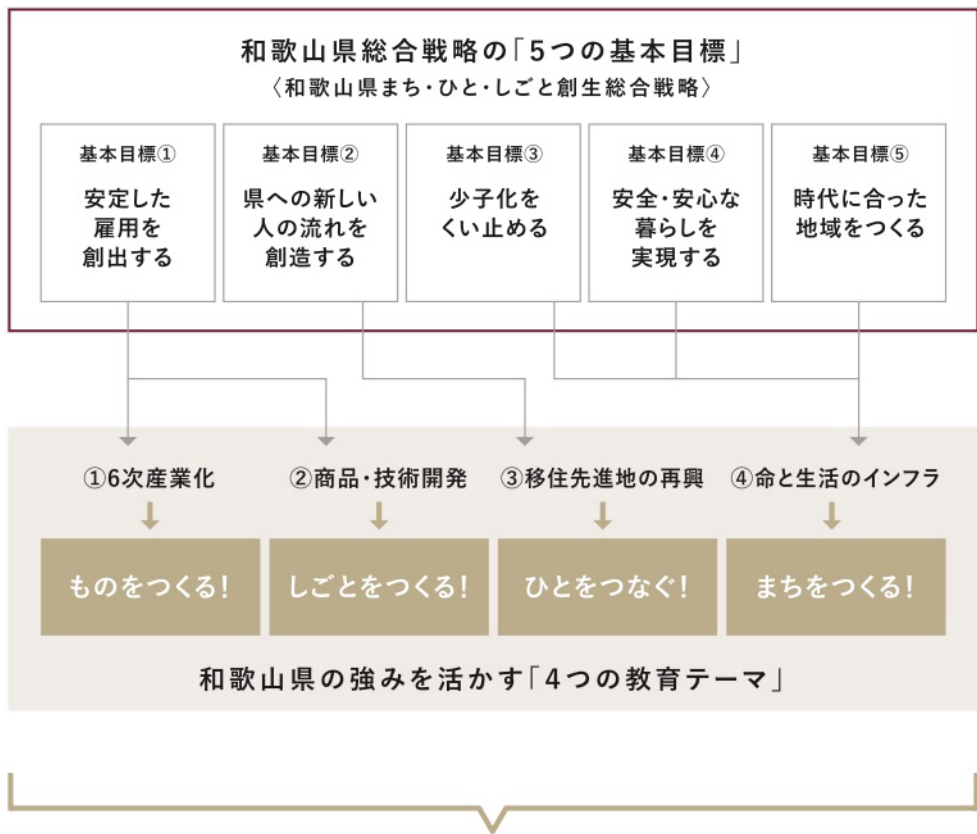 和歌山県総合戦略の「5つの基本目標」
〈和歌山県まち・ひと・しごと創生総合戦略〉
基本目標①
安定した
雇用を
創出する
基本目標②
県への新しい
人の流れを
創造する
基本目標③
少子化を
くい止める
基本目標④
安全・安心な
暮らしを
実現する
基本目標⑤
時代に合った
地域をつくる
①6次産業化
②商品・技術開発
③移住先進地の再興
④命と生活のインフラ
ものをつくる!
しごとをつくる!
ひとをつなぐ!
まちをつくる!
和歌山県の強みを活かす「4つの教育テーマ」